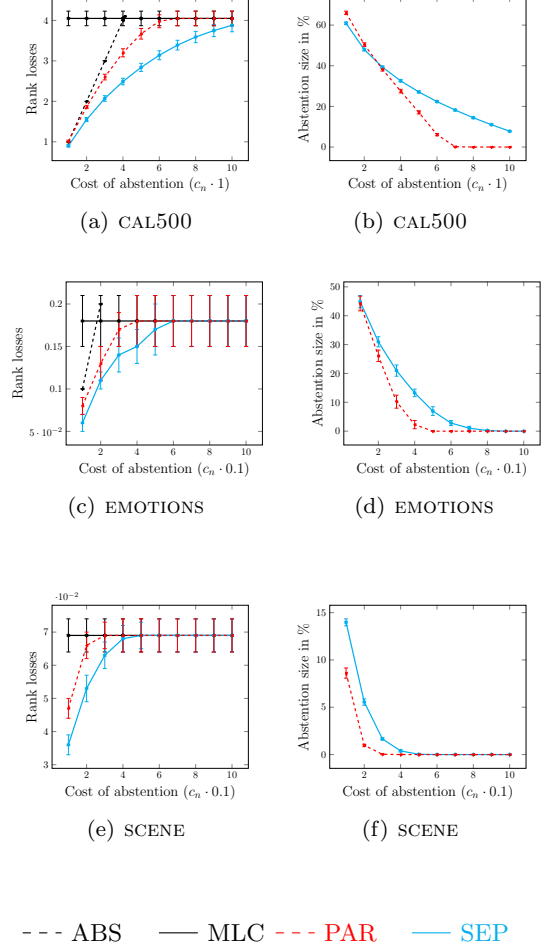 4
3
2
1
Rank losses
2 4 6 8 10
Cost of abstention (cₙ · 1)
(a) CAL500
60
40
20
0
Abstention size in %
2 4 6 8 10
Cost of abstention (cₙ · 1)
(b) CAL500
0.2
0.15
0.1
5 · 10⁻²
Rank losses
2 4 6 8 10
Cost of abstention (cₙ · 0.1)
(c) EMOTIONS
50
40
30
20
10
0
Abstention size in %
2 4 6 8 10
Cost of abstention (cₙ · 0.1)
(d) EMOTIONS
·10⁻²
7
6
5
4
3
Rank losses
2 4 6 8 10
Cost of abstention (cₙ · 0.1)
(e) SCENE
15
10
5
0
Abstention size in %
2 4 6 8 10
Cost of abstention (cₙ · 0.1)
(f) SCENE
ABS MLC PAR SEP